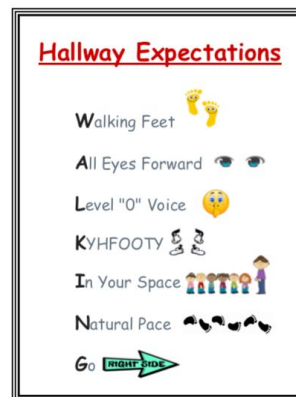 Hallway Expectations
Walking Feet
All Eyes Forward
Level "0" Voice
KYHFOOTY
In Your Space
Natural Pace
Go RIGHT SIDE